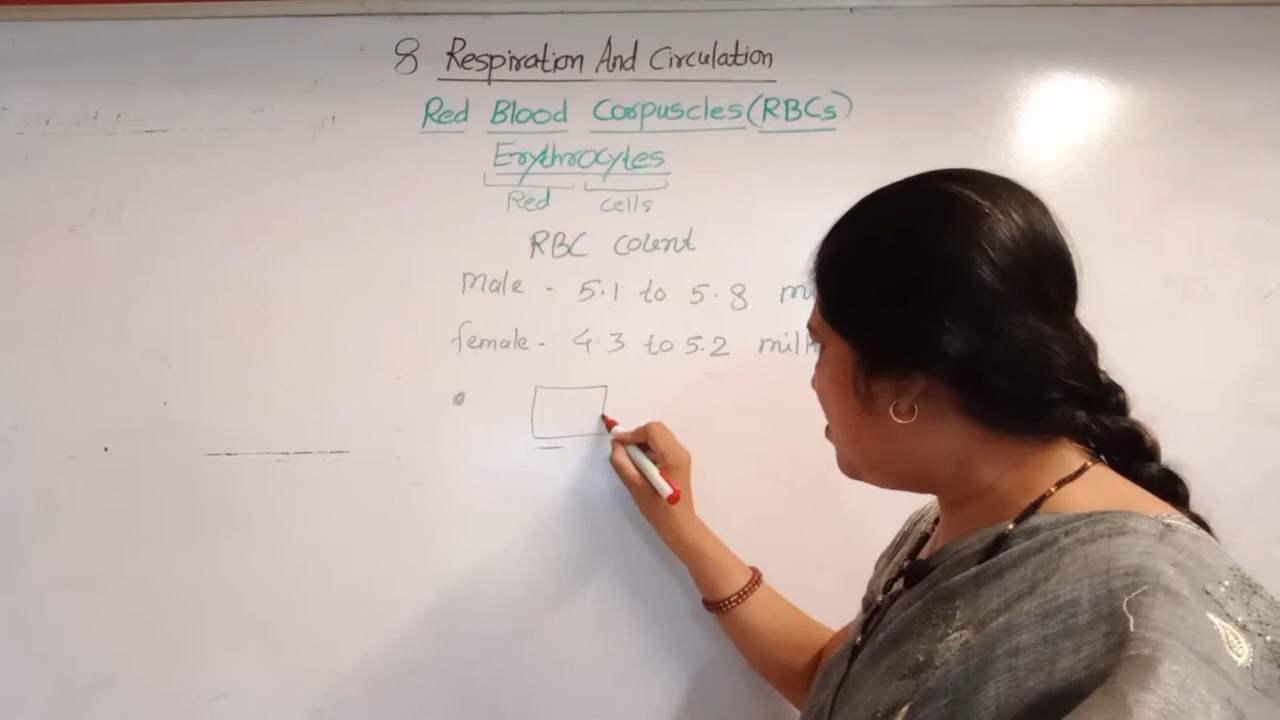 8 Respiration And Circulation
Red Blood Corpuscles (RBCs)
Erythrocytes
Red cells
RBC count
Male - 5.1 to 5.8
female - 4.3 to 5.2